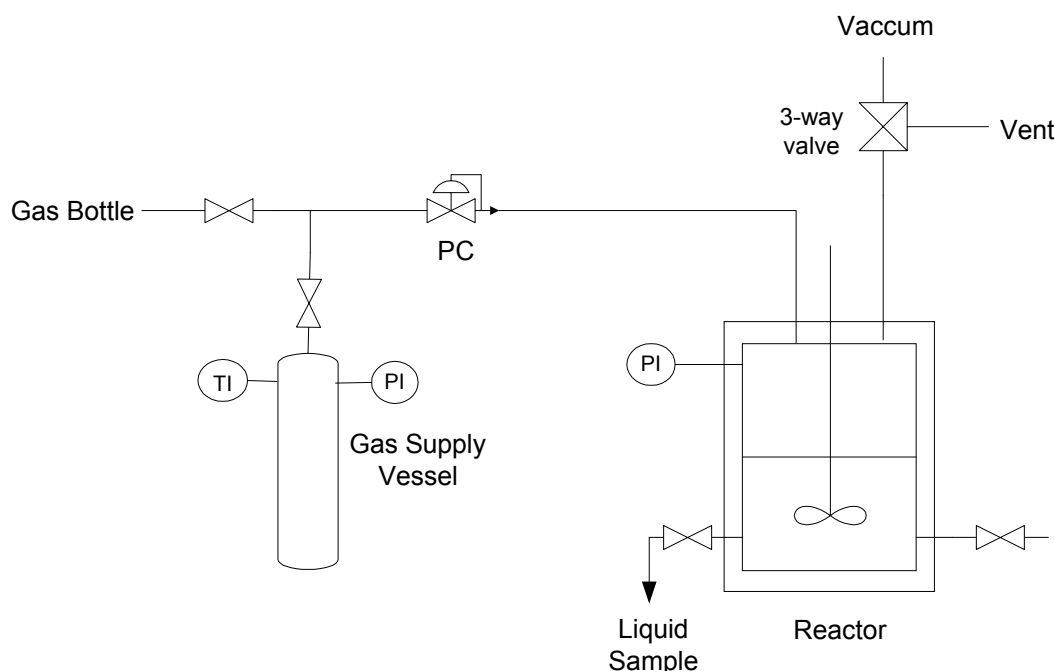 Vaccum
3-way
valve
Vent
Gas Bottle
PC
TI
PI
PI
Gas Supply
Vessel
Liquid
Sample
Reactor